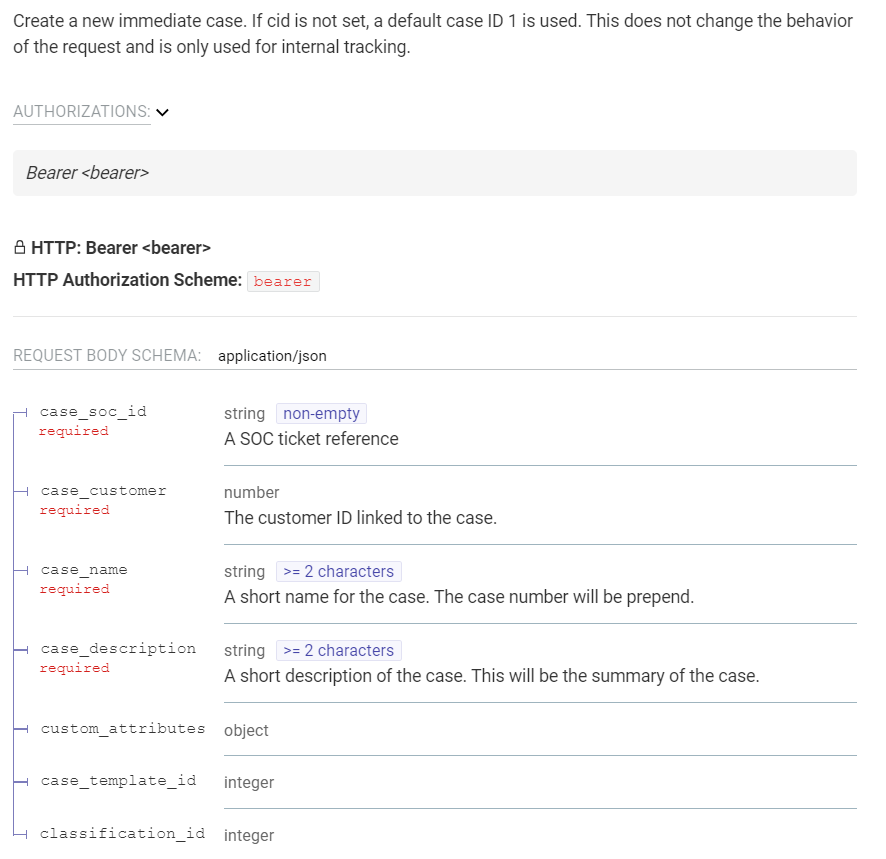 Create a new immediate case. If cid is not set, a default case ID 1 is used. This does not change the behavior
of the request and is only used for internal tracking.
AUTHORIZATIONS:
Bearer <bearer>
HTTP: Bearer <bearer>
HTTP Authorization Scheme: bearer
REQUEST BODY SCHEMA: application/json
case_soc_id string non-empty
required
A SOC ticket reference
case_customer number
required
The customer ID linked to the case.
case_name string >= 2 characters
required
A short name for the case. The case number will be prepend.
case_description string >= 2 characters
required
A short description of the case. This will be the summary of the case.
custom_attributes object
case_template_id integer
classification_id integer